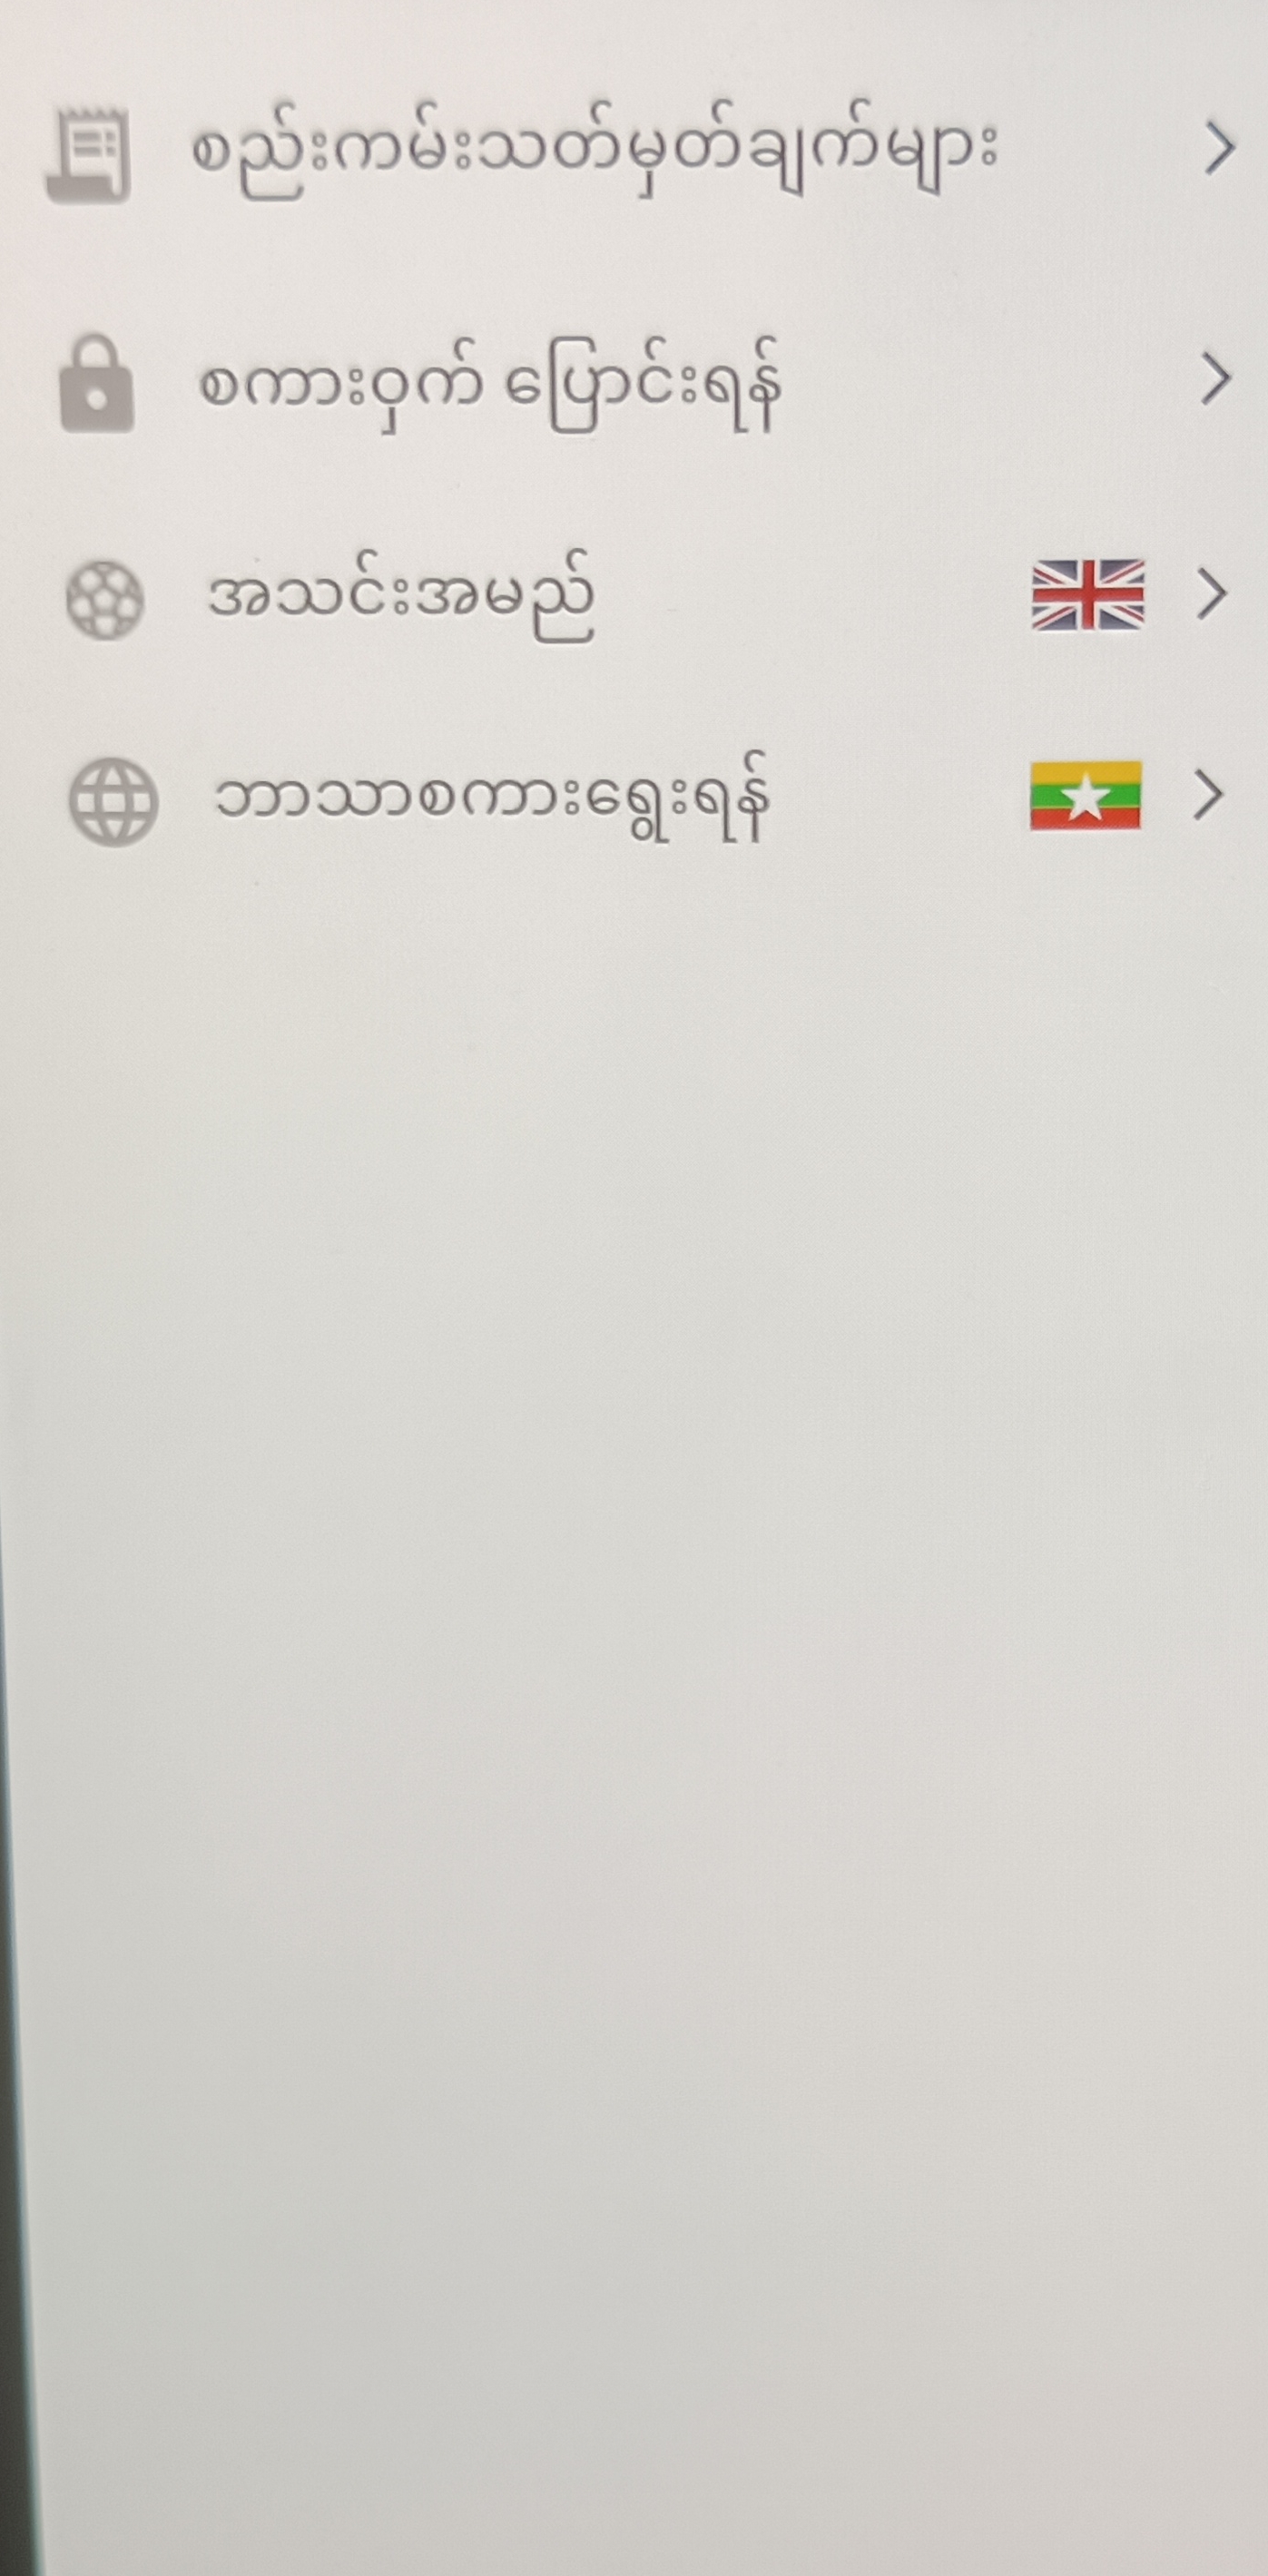 စည်းကမ်းသတ်မှတ်ချက်များ
စကားဝှက် ပြောင်းရန်
အသင်းအမည်
ဘာသာစကားရွေးရန်